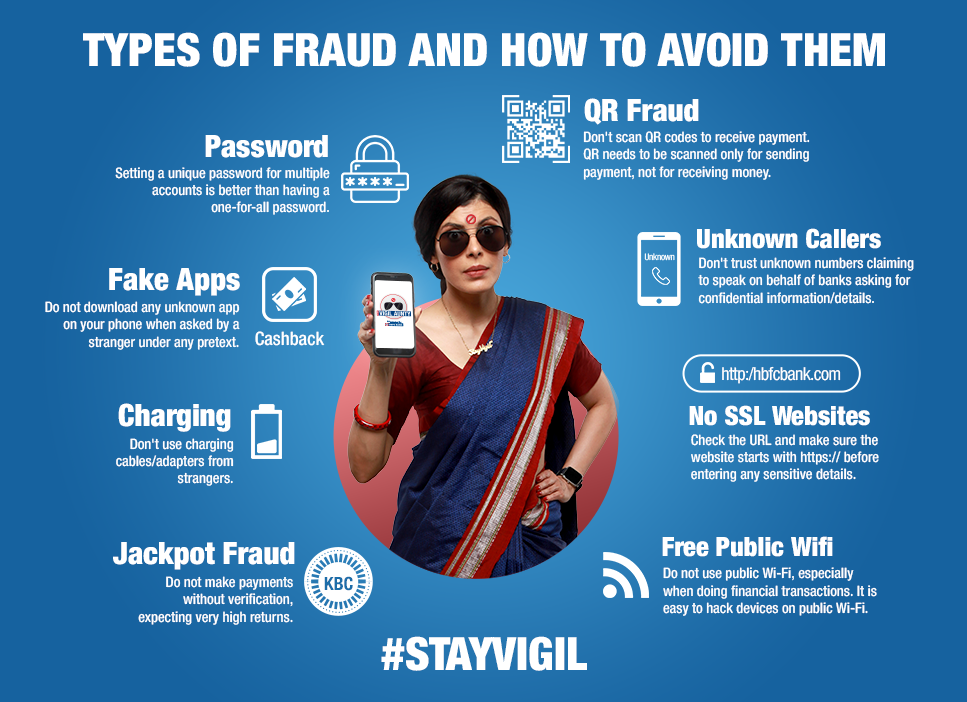 TYPES OF FRAUD AND HOW TO AVOID THEM
Password
Setting a unique password for multiple
accounts is better than having a
one-for-all password.
****_
QR Fraud
Don't scan QR codes to receive payment.
QR needs to be scanned only for sending
payment, not for receiving money.
Fake Apps
Do not download any unknown app
on your phone when asked by a
stranger under any pretext.
Cashback
VIGIL AUNTY
Unknown
Unknown Callers
Don't trust unknown numbers claiming
to speak on behalf of banks asking for
confidential information/details.
Charging
Don't use charging
cables/adapters from
strangers.
http:/hbfcbank.com
No SSL Websites
Check the URL and make sure the
website starts with https:// before
entering any sensitive details.
Jackpot Fraud
Do not make payments
without verification,
expecting very high returns.
KBC
Free Public Wifi
Do not use public Wi-Fi, especially
when doing financial transactions. It is
easy to hack devices on public Wi-Fi.
#STAYVIGIL